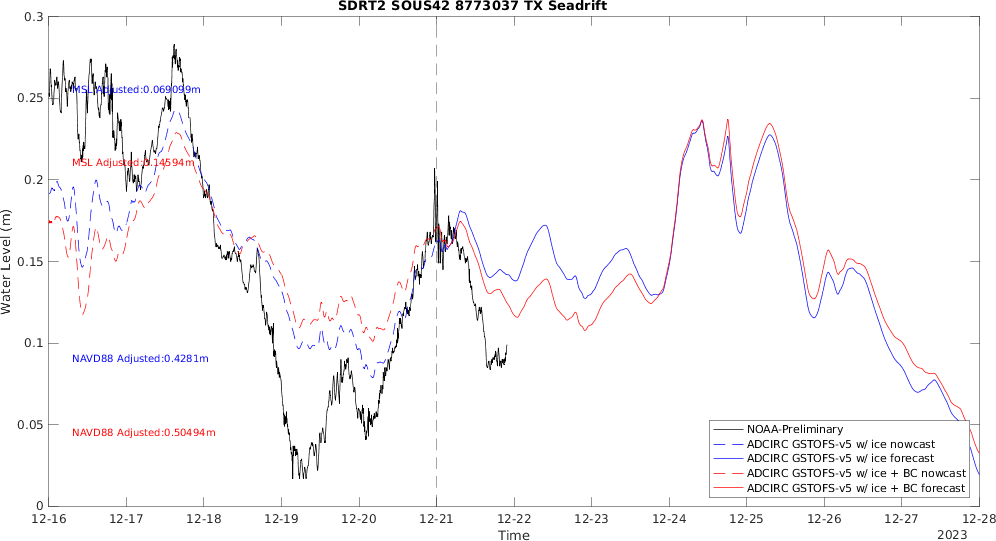 SDRT2 SOUS42 8773037 TX Seadrift
Water Level (m)
0.3
0.25
0.2
0.15
0.1
0.05
0
MSL Adjusted:0.069099m
MSL Adjusted:0.14594m
NAVD88 Adjusted:0.4281m
NAVD88 Adjusted:0.50494m
NOAA-Preliminary
ADCIRC GSTOFS-v5 w/ ice nowcast
ADCIRC GSTOFS-v5 w/ ice forecast
ADCIRC GSTOFS-v5 w/ ice + BC nowcast
ADCIRC GSTOFS-v5 w/ ice + BC forecast
12-16 12-17 12-18 12-19 12-20 12-21 12-22 12-23 12-24 12-25 12-26 12-27 12-28
Time
2023